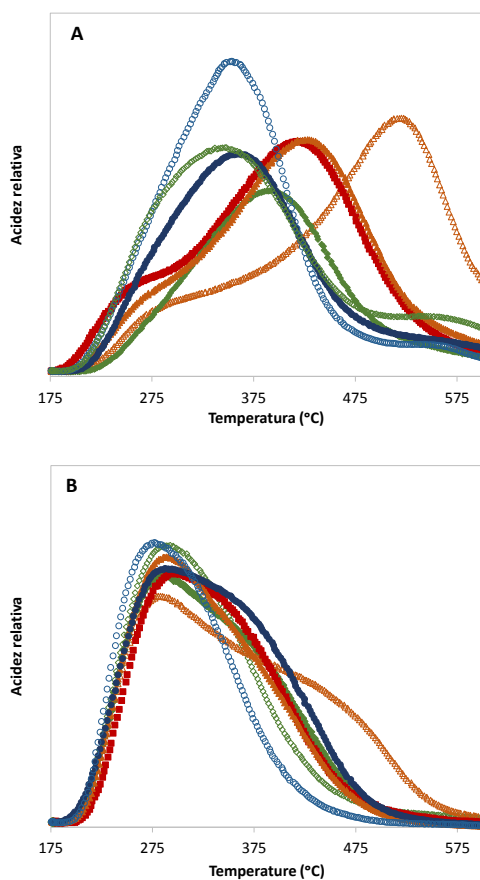 A
Acidez relativa
175 275 375 475 575
Temperatura (°C)
B
Acidez relativa
175 275 375 475 575
Temperature (°C)